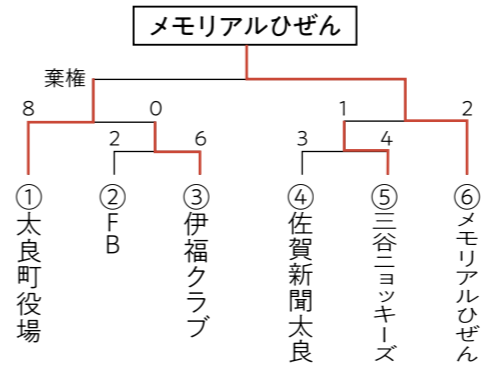 メモリアルひぜん
棄権
8
0
1
2
2
6
3
4
①太良町役場
②FB
③伊福クラブ
④佐賀新聞太良
⑤三谷ニョッキーズ
⑥メモリアルひぜん